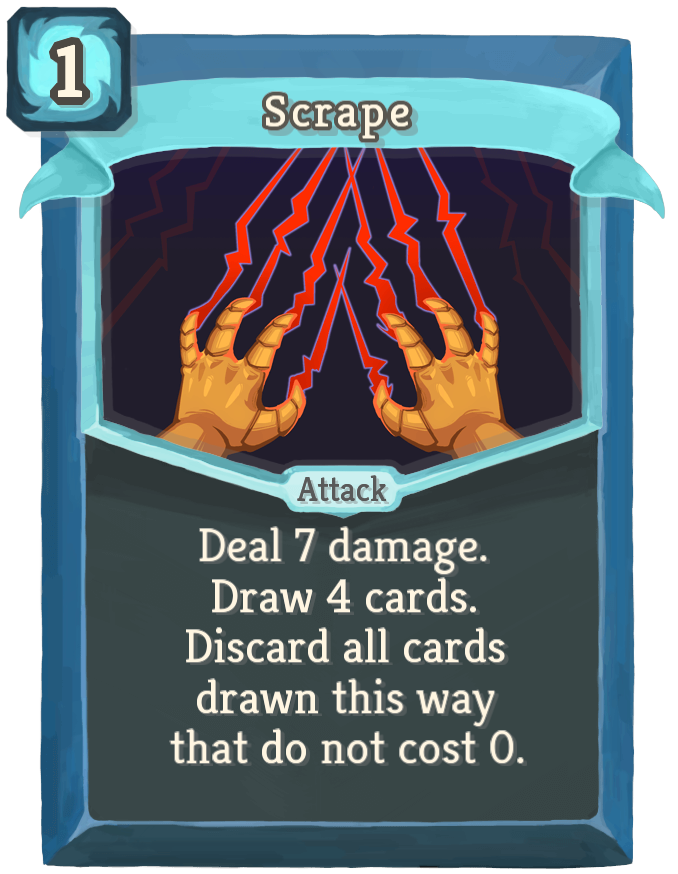 1
Scrape
Attack
Deal 7 damage.
Draw 4 cards.
Discard all cards
drawn this way
that do not cost 0.